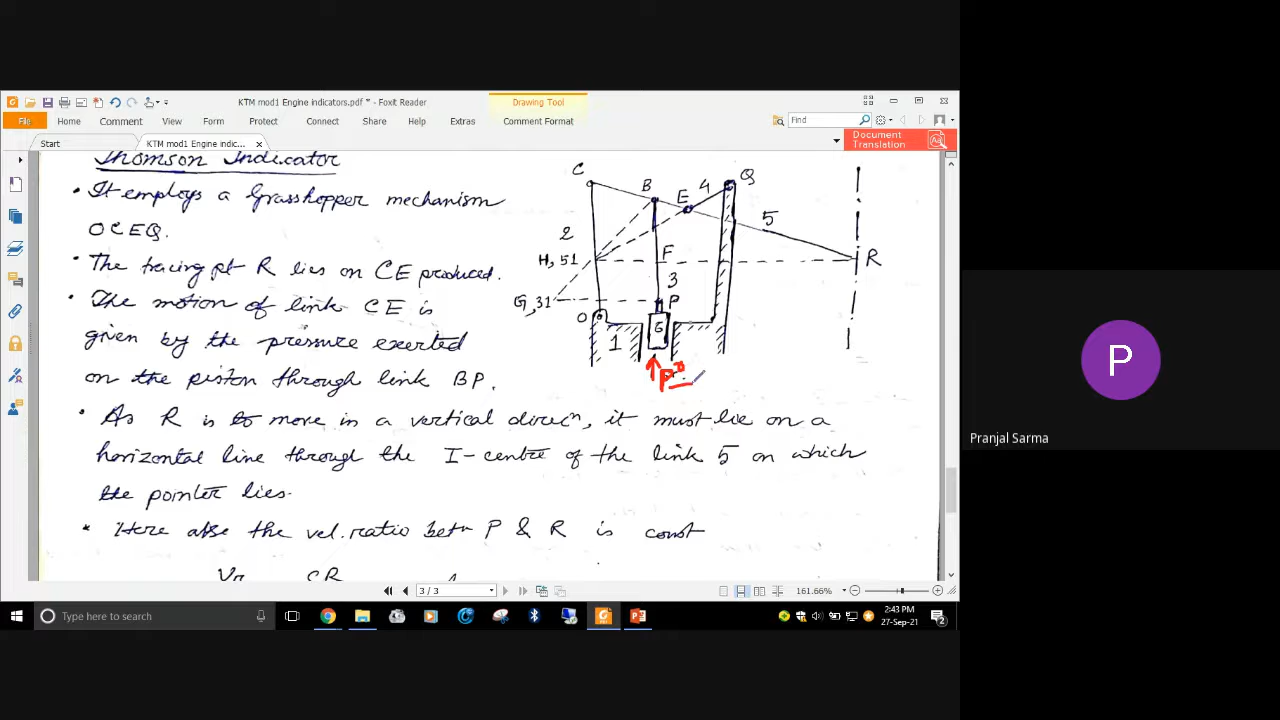 KTM mod1 Engine indicators.pdf * - Foxit Reader
Drawing Tool
File Home Comment View Form Protect Connect Share Help Extras Comment Format
Find
Start
KTM mod1 Engine indic...
Document Translation
Thomson Indicator
• It employs a Grasshopper mechanism
OCEQ.
• The tracing pt R lies on CE produced.
• The motion of link CE is
given by the pressure exerted
on the piston through link BP.
• As R is to move in a vertical direcn, it must lie on a
horizontal line through the I-centre of the link 5 on which
the pointer lies.
* Here also the vel. ratio betn P & R is const
CR
C
B
E
4
Q
5
2
H, 51
F
R
3
G, 31
P
O
6
1
3 / 3
161.66%
Type here to search
2:43 PM
27-Sep-21
2
P
Pranjal Sarma